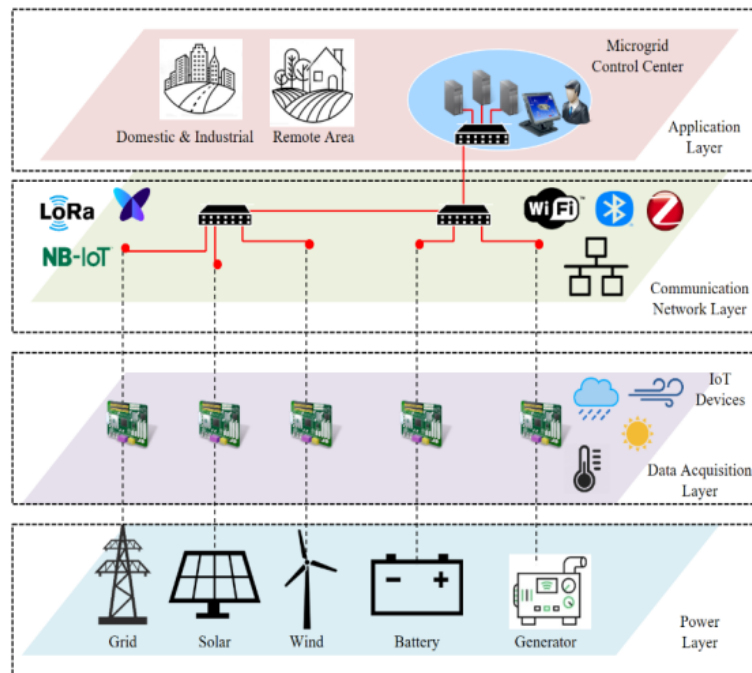 Microgrid
Control Center
Domestic & Industrial
Remote Area
Application
Layer
LoRa
WiFi
NB-IoT
Communication
Network Layer
IoT
Devices
Data Acquisition
Layer
Grid
Solar
Wind
Battery
Generator
Power
Layer